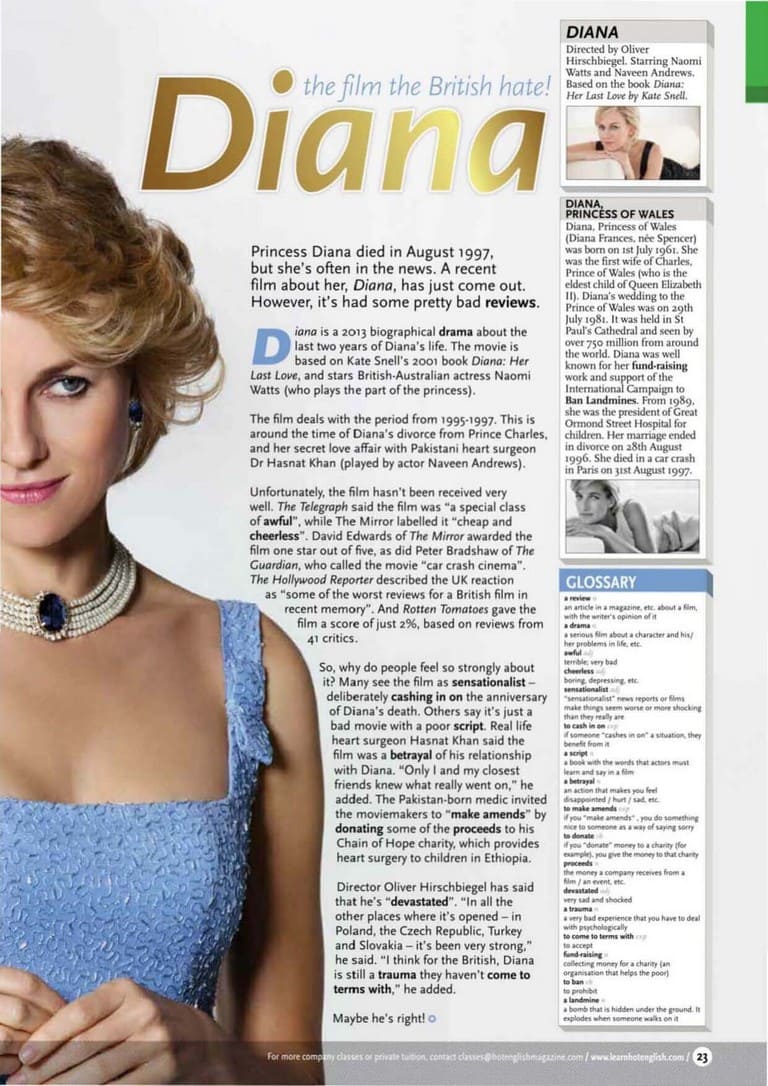 the film the British hate!
Diana
Princess Diana died in August 1997,
but she's often in the news. A recent
film about her, Diana, has just come out.
However, it's had some pretty bad reviews.
Diana is a 2013 biographical drama about the
last two years of Diana's life. The movie is
based on Kate Snell's 2001 book Diana: Her
Last Love, and stars British-Australian actress Naomi
Watts (who plays the part of the princess).
The film deals with the period from 1995-1997. This is
around the time of Diana's divorce from Prince Charles,
and her secret love affair with Pakistani heart surgeon
Dr Hasnat Khan (played by actor Naveen Andrews).
Unfortunately, the film hasn't been received very
well. The Telegraph said the film was “a special class
of awful”, while The Mirror labelled it “cheap and
cheerless”. David Edwards of The Mirror awarded the
film one star out of five, as did Peter Bradshaw of The
Guardian, who called the movie “car crash cinema”.
The Hollywood Reporter described the UK reaction
as “some of the worst reviews for a British film in
recent memory”. And Rotten Tomatoes gave the
film a score of just 2%, based on reviews from
41 critics.
So, why do people feel so strongly about
it? Many see the film as sensationalist –
deliberately cashing in on the anniversary
of Diana's death. Others say it's just a
bad movie with a poor script. Real life
heart surgeon Hasnat Khan said the
film was a betrayal of his relationship
with Diana. “Only I and my closest
friends knew what really went on,” he
added. The Pakistan-born medic invited
the moviemakers to “make amends” by
donating some of the proceeds to his
Chain of Hope charity, which provides
heart surgery to children in Ethiopia.
Director Oliver Hirschbiegel has said
that he's “devastated”. “In all the
other places where it's opened – in
Poland, the Czech Republic, Turkey
and Slovakia – it's been very strong,”
he said. “I think for the British, Diana
is still a trauma they haven't come to
terms with,” he added.
Maybe he's right!
DIANA
Directed by Oliver
Hirschbiegel. Starring Naomi
Watts and Naveen Andrews.
Based on the book Diana:
Her Last Love by Kate Snell.
DIANA,
PRINCESS OF WALES
Diana, Princess of Wales
(Diana Frances, née Spencer)
was born on 1st July 1961. She
was the first wife of Charles,
Prince of Wales (who is the
eldest child of Queen Elizabeth
II). Diana's wedding to the
Prince of Wales was on 29th
July 1981. It was held in St
Paul's Cathedral and seen by
over 750 million from around
the world. Diana was well
known for her fund-raising
work and support of the
International Campaign to
Ban Landmines. From 1989,
she was the president of Great
Ormond Street Hospital for
children. Her marriage ended
in divorce on 28th August
1996. She died in a car crash
in Paris on 31st August 1997.
GLOSSARY
a review n
an article in a magazine, etc. about a film,
with the writer's opinion of it
a drama n
a serious film about a character and his/
her problems in life, etc.
awful adj
terrible; very bad
cheerless adj
boring, depressing, etc.
sensationalist adj
“sensationalist” news reports or films
make things seem worse or more shocking
than they really are
to cash in on exp
if someone “cashes in on” a situation, they
benefit from it
a script n
a book with the words that actors must
learn and say in a film
a betrayal n
an action that makes you feel
disappointed / hurt / sad, etc.
to make amends exp
if you “make amends”, you do something
nice to someone as a way of saying sorry
to donate vb
if you “donate” money to a charity (for
example), you give the money to that charity
proceeds n
the money a company receives from a
film / an event, etc.
devastated adj
very sad and shocked
a trauma n
a very bad experience that you have to deal
with psychologically
to come to terms with exp
to accept
fund-raising n
collecting money for a charity (an
organisation that helps the poor)
to ban vb
to prohibit
a landmine n
a bomb that is hidden under the ground. It
explodes when someone walks on it
For more company classes or private tuition, contact classes@hotenglishmagazine.com / www.learnhotenglish.com / 23